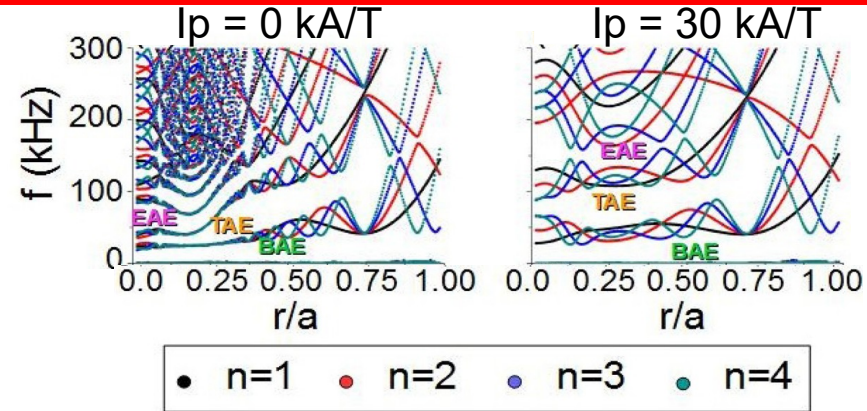 Ip = 0 kA/T
Ip = 30 kA/T
f (kHz)
300
200
100
0
EAE
TAE
BAE
0.0 0.25 0.50 0.75 1.00
r/a
EAE
TAE
BAE
0.0 0.25 0.50 0.75 1.00
r/a
n=1 n=2 n=3 n=4